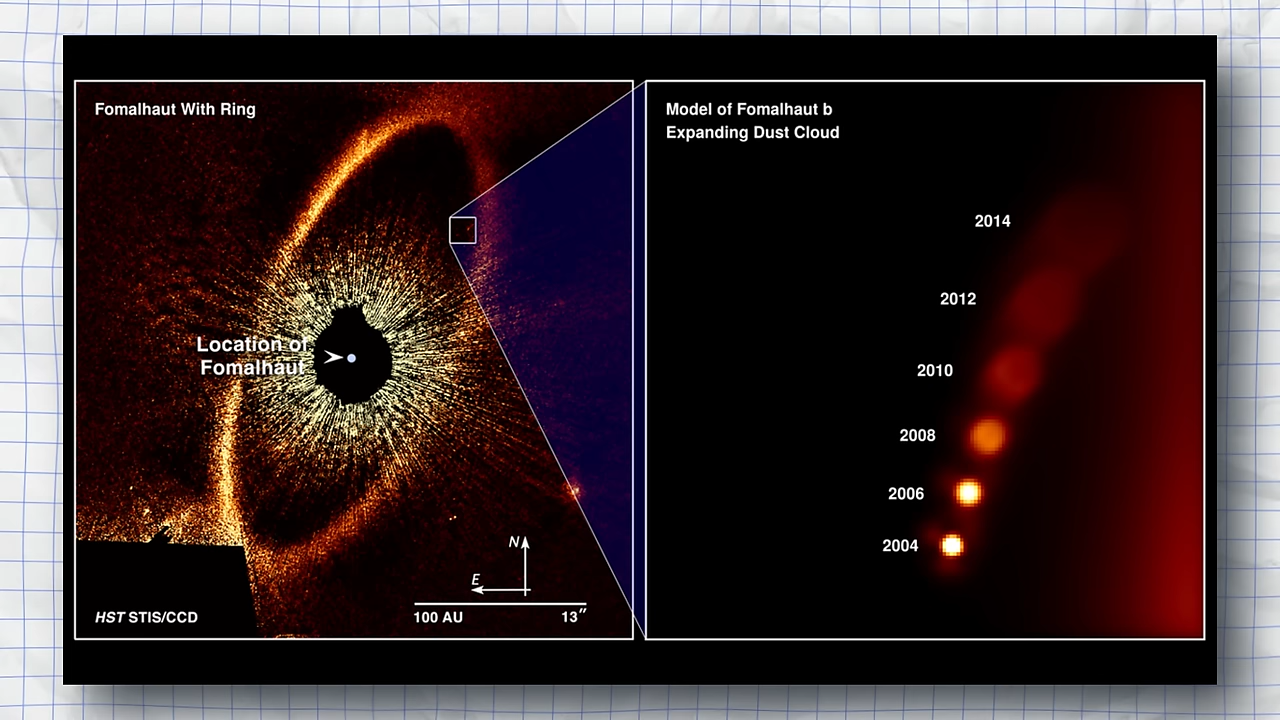 Fomalhaut With Ring
Location of
Fomalhaut
N
E
100 AU
13″
HST STIS/CCD
Model of Fomalhaut b
Expanding Dust Cloud
2014
2012
2010
2008
2006
2004